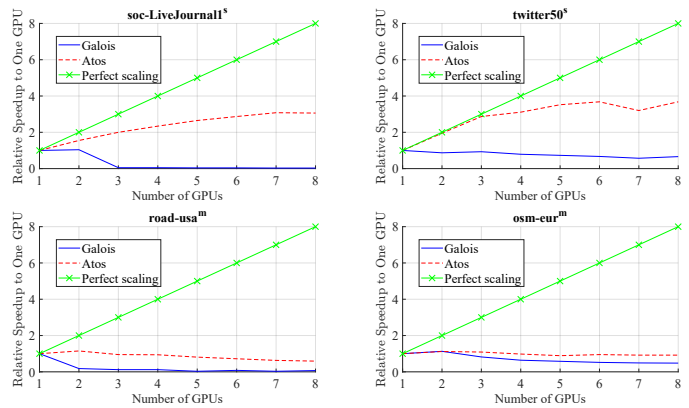 soc-LiveJournal1ˢ
Relative Speedup to One GPU
8
6
4
2
0
Galois
Atos
Perfect scaling
1 2 3 4 5 6 7 8
Number of GPUs
twitter50ˢ
Relative Speedup to One GPU
8
6
4
2
0
Galois
Atos
Perfect scaling
1 2 3 4 5 6 7 8
Number of GPUs
road-usaᵐ
Relative Speedup to One GPU
8
6
4
2
0
Galois
Atos
Perfect scaling
1 2 3 4 5 6 7 8
Number of GPUs
osm-eurᵐ
Relative Speedup to One GPU
8
6
4
2
0
Galois
Atos
Perfect scaling
1 2 3 4 5 6 7 8
Number of GPUs